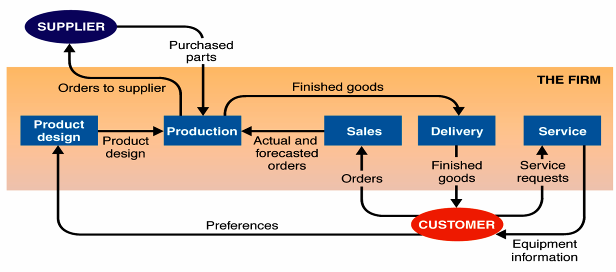 SUPPLIER
Purchased
parts
THE FIRM
Orders to supplier
Finished goods
Product
design
Product
design
Production
Actual and
forecasted
orders
Sales
Delivery
Service
Orders
Finished
goods
Service
requests
Preferences
CUSTOMER
Equipment
information